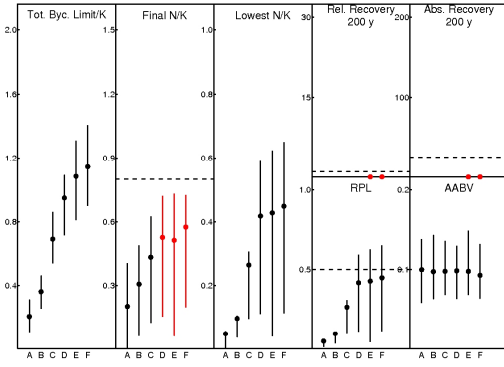 Tot. Byc. Limit/K
Final N/K
Lowest N/K
Rel. Recovery
200 y
Abs. Recovery
200 y
2.0
1.6
1.2
0.8
0.4
1.5
1.2
0.9
0.6
0.3
1.0
0.8
0.6
0.4
0.2
30
15
1.0
0.5
200
100
0.2
0.1
RPL
AABV
A B C D E F
A B C D E F
A B C D E F
A B C D E F
A B C D E F